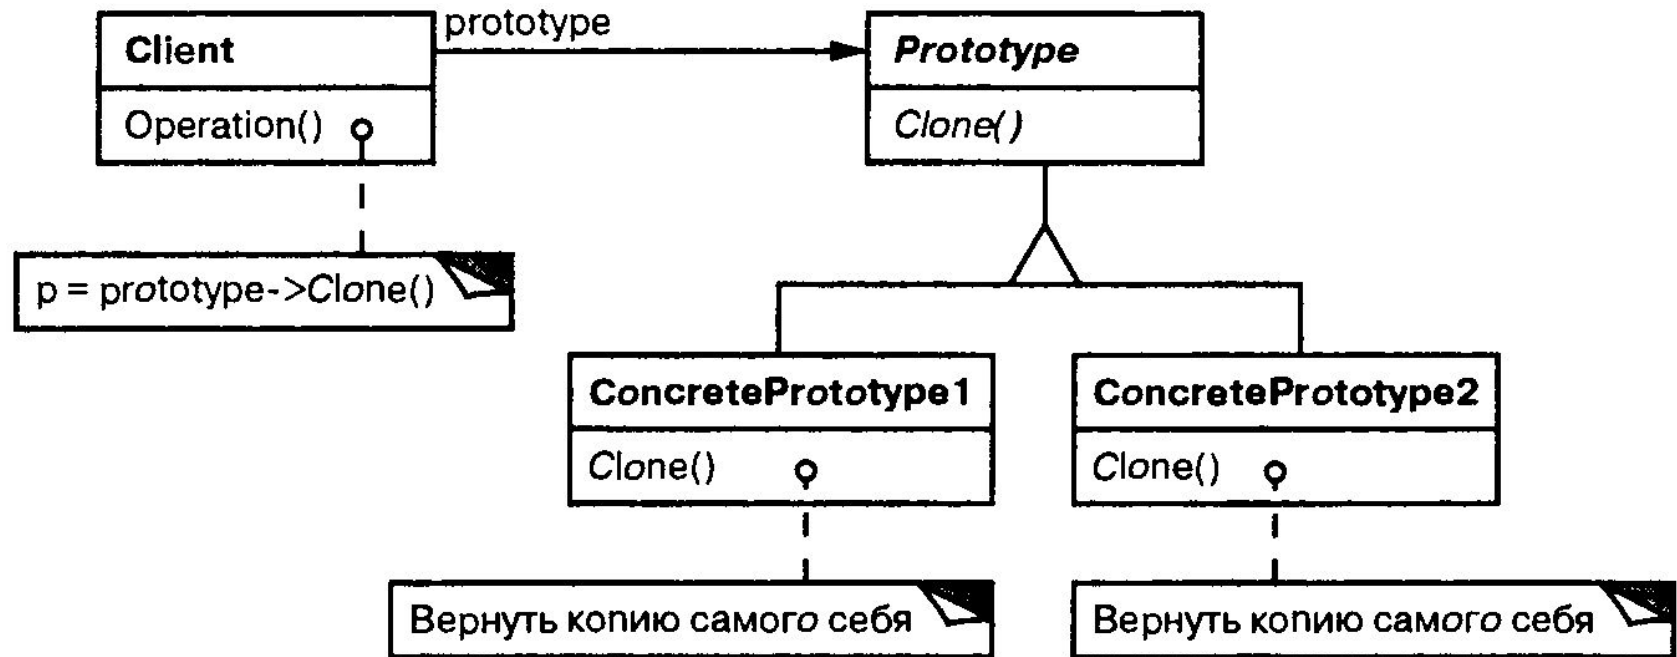 Client
prototype
Prototype
Operation()
Clone()
p = prototype->Clone()
ConcretePrototype1
ConcretePrototype2
Clone()
Clone()
Вернуть копию самого себя
Вернуть копию самого себя